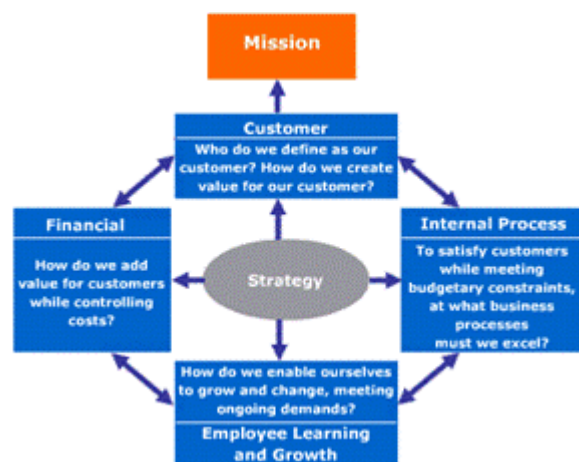 Mission
Customer
Who do we define as our
customer? How do we create
value for our customer?
Financial
How do we add
value for customers
while controlling
costs?
Strategy
Internal Process
To satisfy customers
while meeting
budgetary constraints,
at what business
processes
must we excel?
How do we enable ourselves
to grow and change, meeting
ongoing demands?
Employee Learning
and Growth